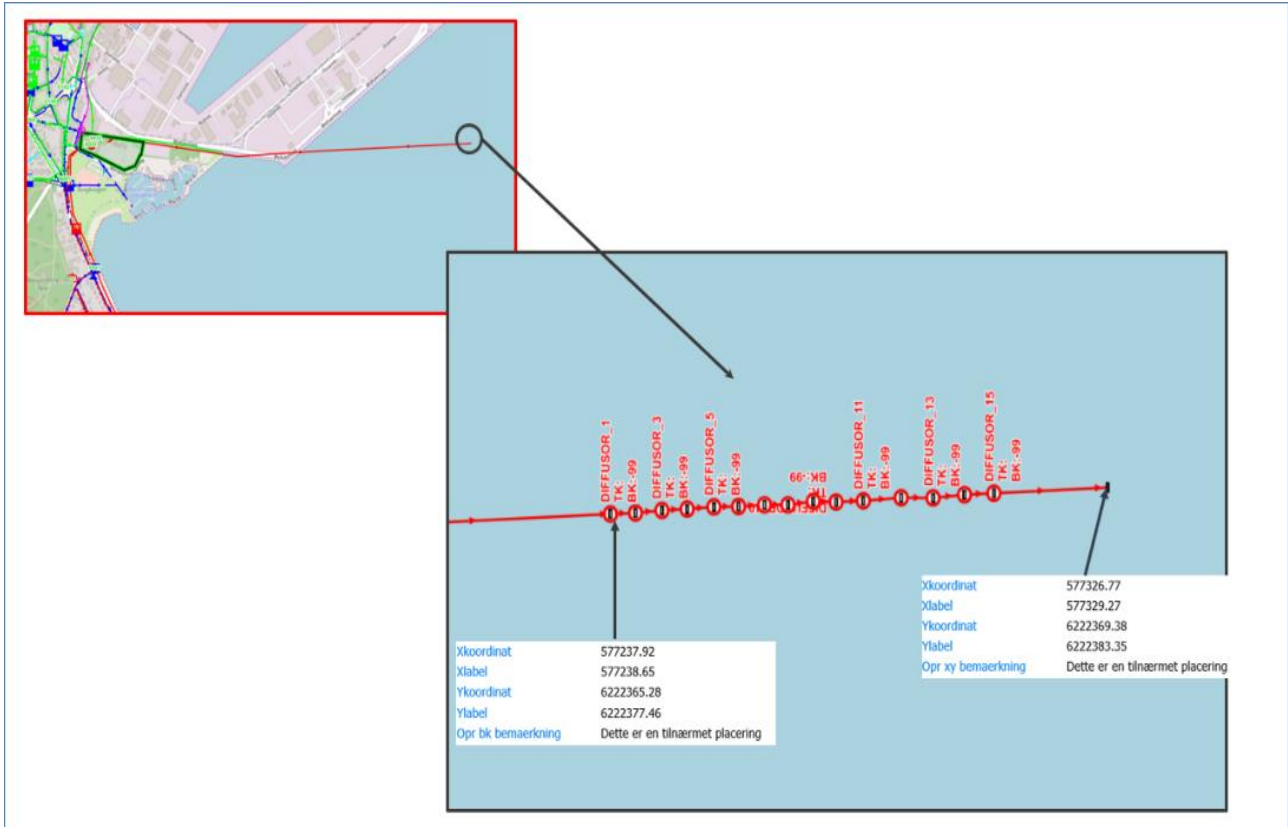 DIFFUSOR_1
TK:
BK:-99
DIFFUSOR_3
TK:
BK:-99
DIFFUSOR_5
TK:
BK:-99
BK:-99
TK:
DIFFUSOR_11
TK:
BK:-99
DIFFUSOR_13
TK:
BK:-99
DIFFUSOR_15
TK:
BK:-99
Xkoordinat 577326.77
Xlabel 577329.27
Ykoordinat 6222369.38
Ylabel 6222383.35
Opr xy bemaerkning Dette er en tilnærmet placering
Xkoordinat 577237.92
Xlabel 577238.65
Ykoordinat 6222365.28
Ylabel 6222377.46
Opr bk bemaerkning Dette er en tilnærmet placering